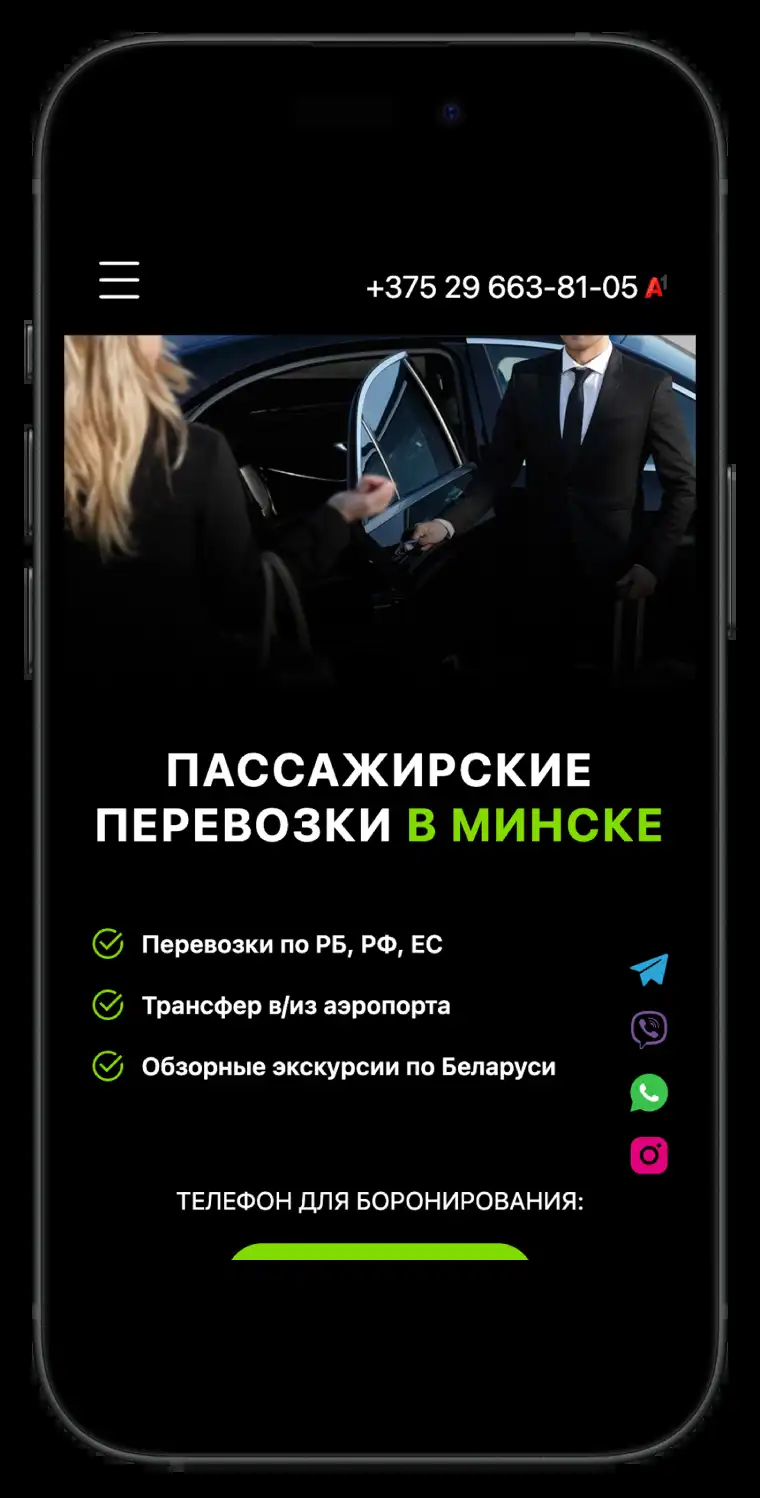 +375 29 663-81-05 A1
ПАССАЖИРСКИЕ
ПЕРЕВОЗКИ В МИНСКЕ
Перевозки по РБ, РФ, ЕС
Трансфер в/из аэропорта
Обзорные экскурсии по Беларуси
ТЕЛЕФОН ДЛЯ БОРОНИРОВАНИЯ: